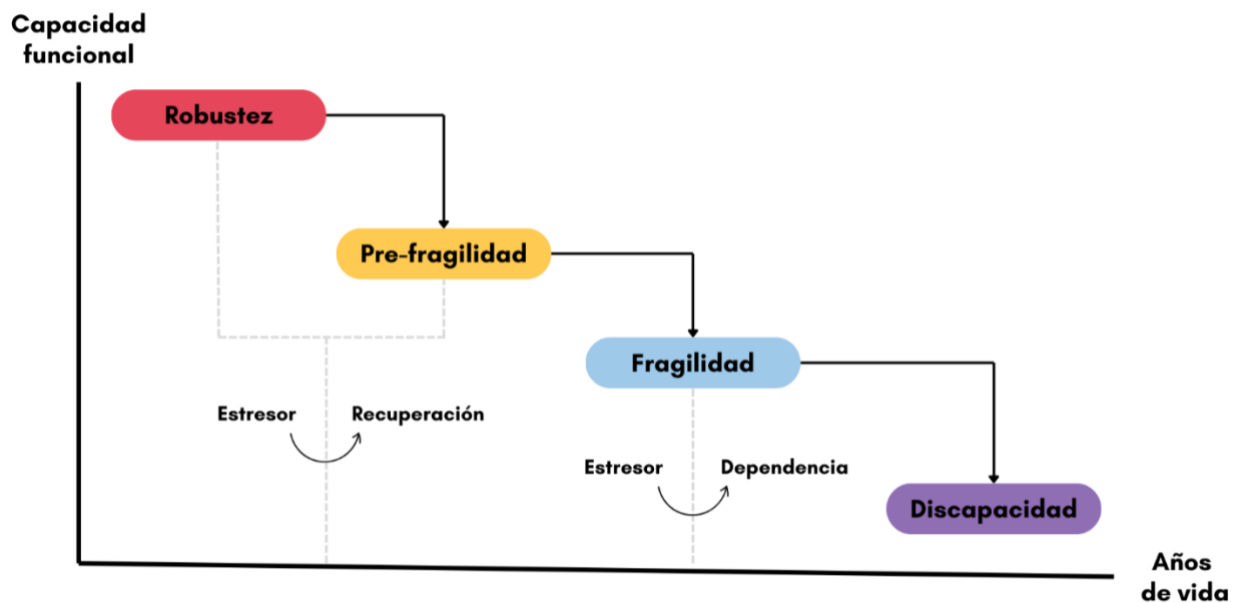 Capacidad
funcional
Robustez
Pre-fragilidad
Fragilidad
Estresor
Recuperación
Estresor
Dependencia
Discapacidad
Años
de vida